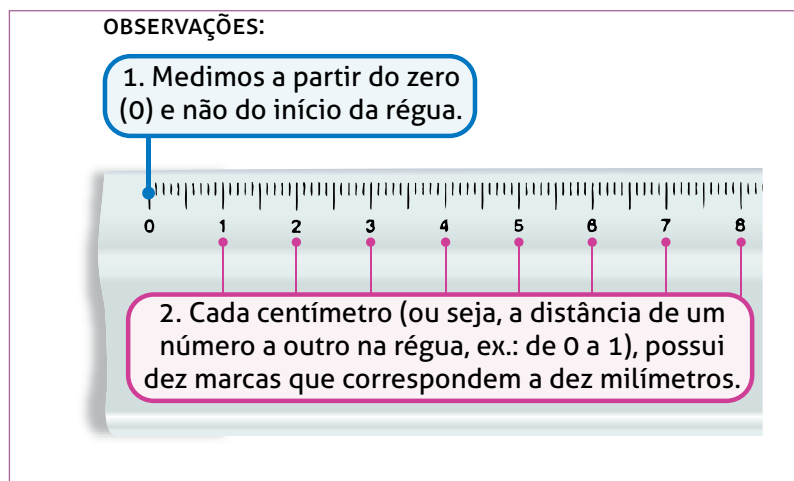 OBSERVAÇÕES:
1. Medimos a partir do zero
(0) e não do início da régua.
0 1 2 3 4 5 6 7 8
2. Cada centímetro (ou seja, a distância de um
número a outro na régua, ex.: de 0 a 1), possui
dez marcas que correspondem a dez milímetros.